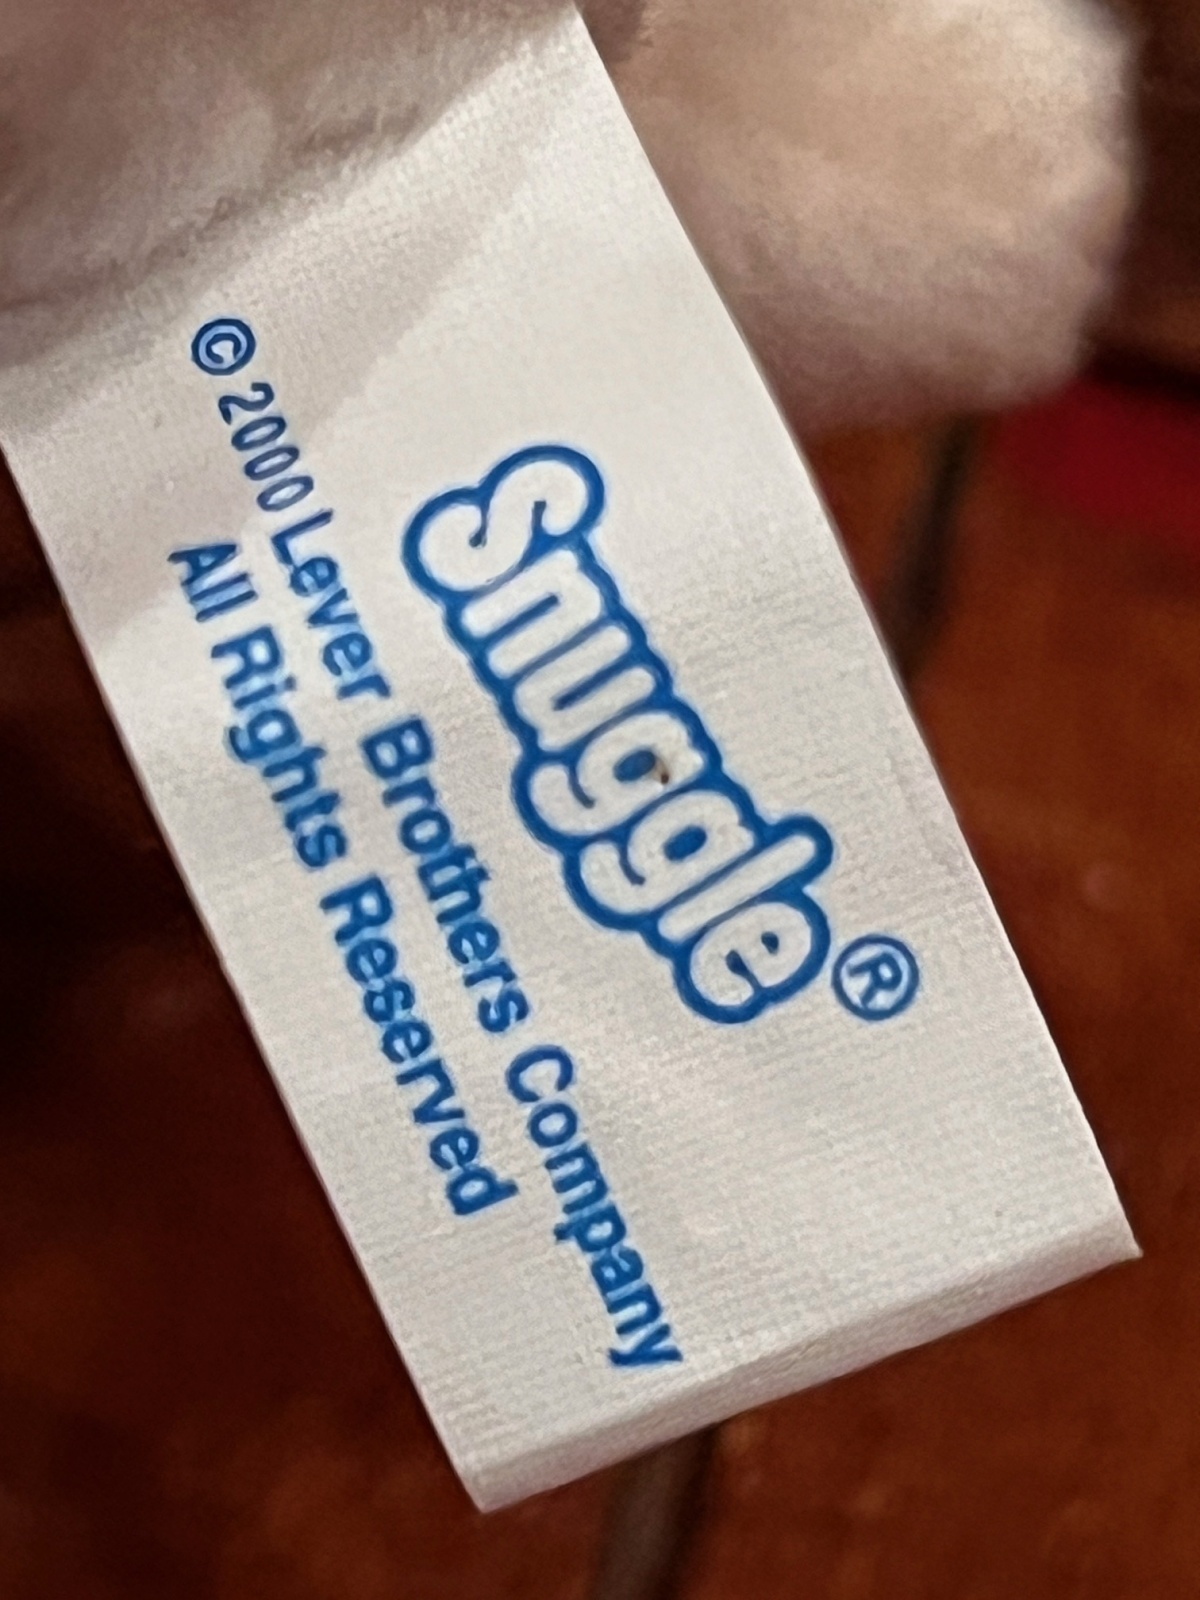 Snuggle®
© 2000 Lever Brothers Company
All Rights Reserved